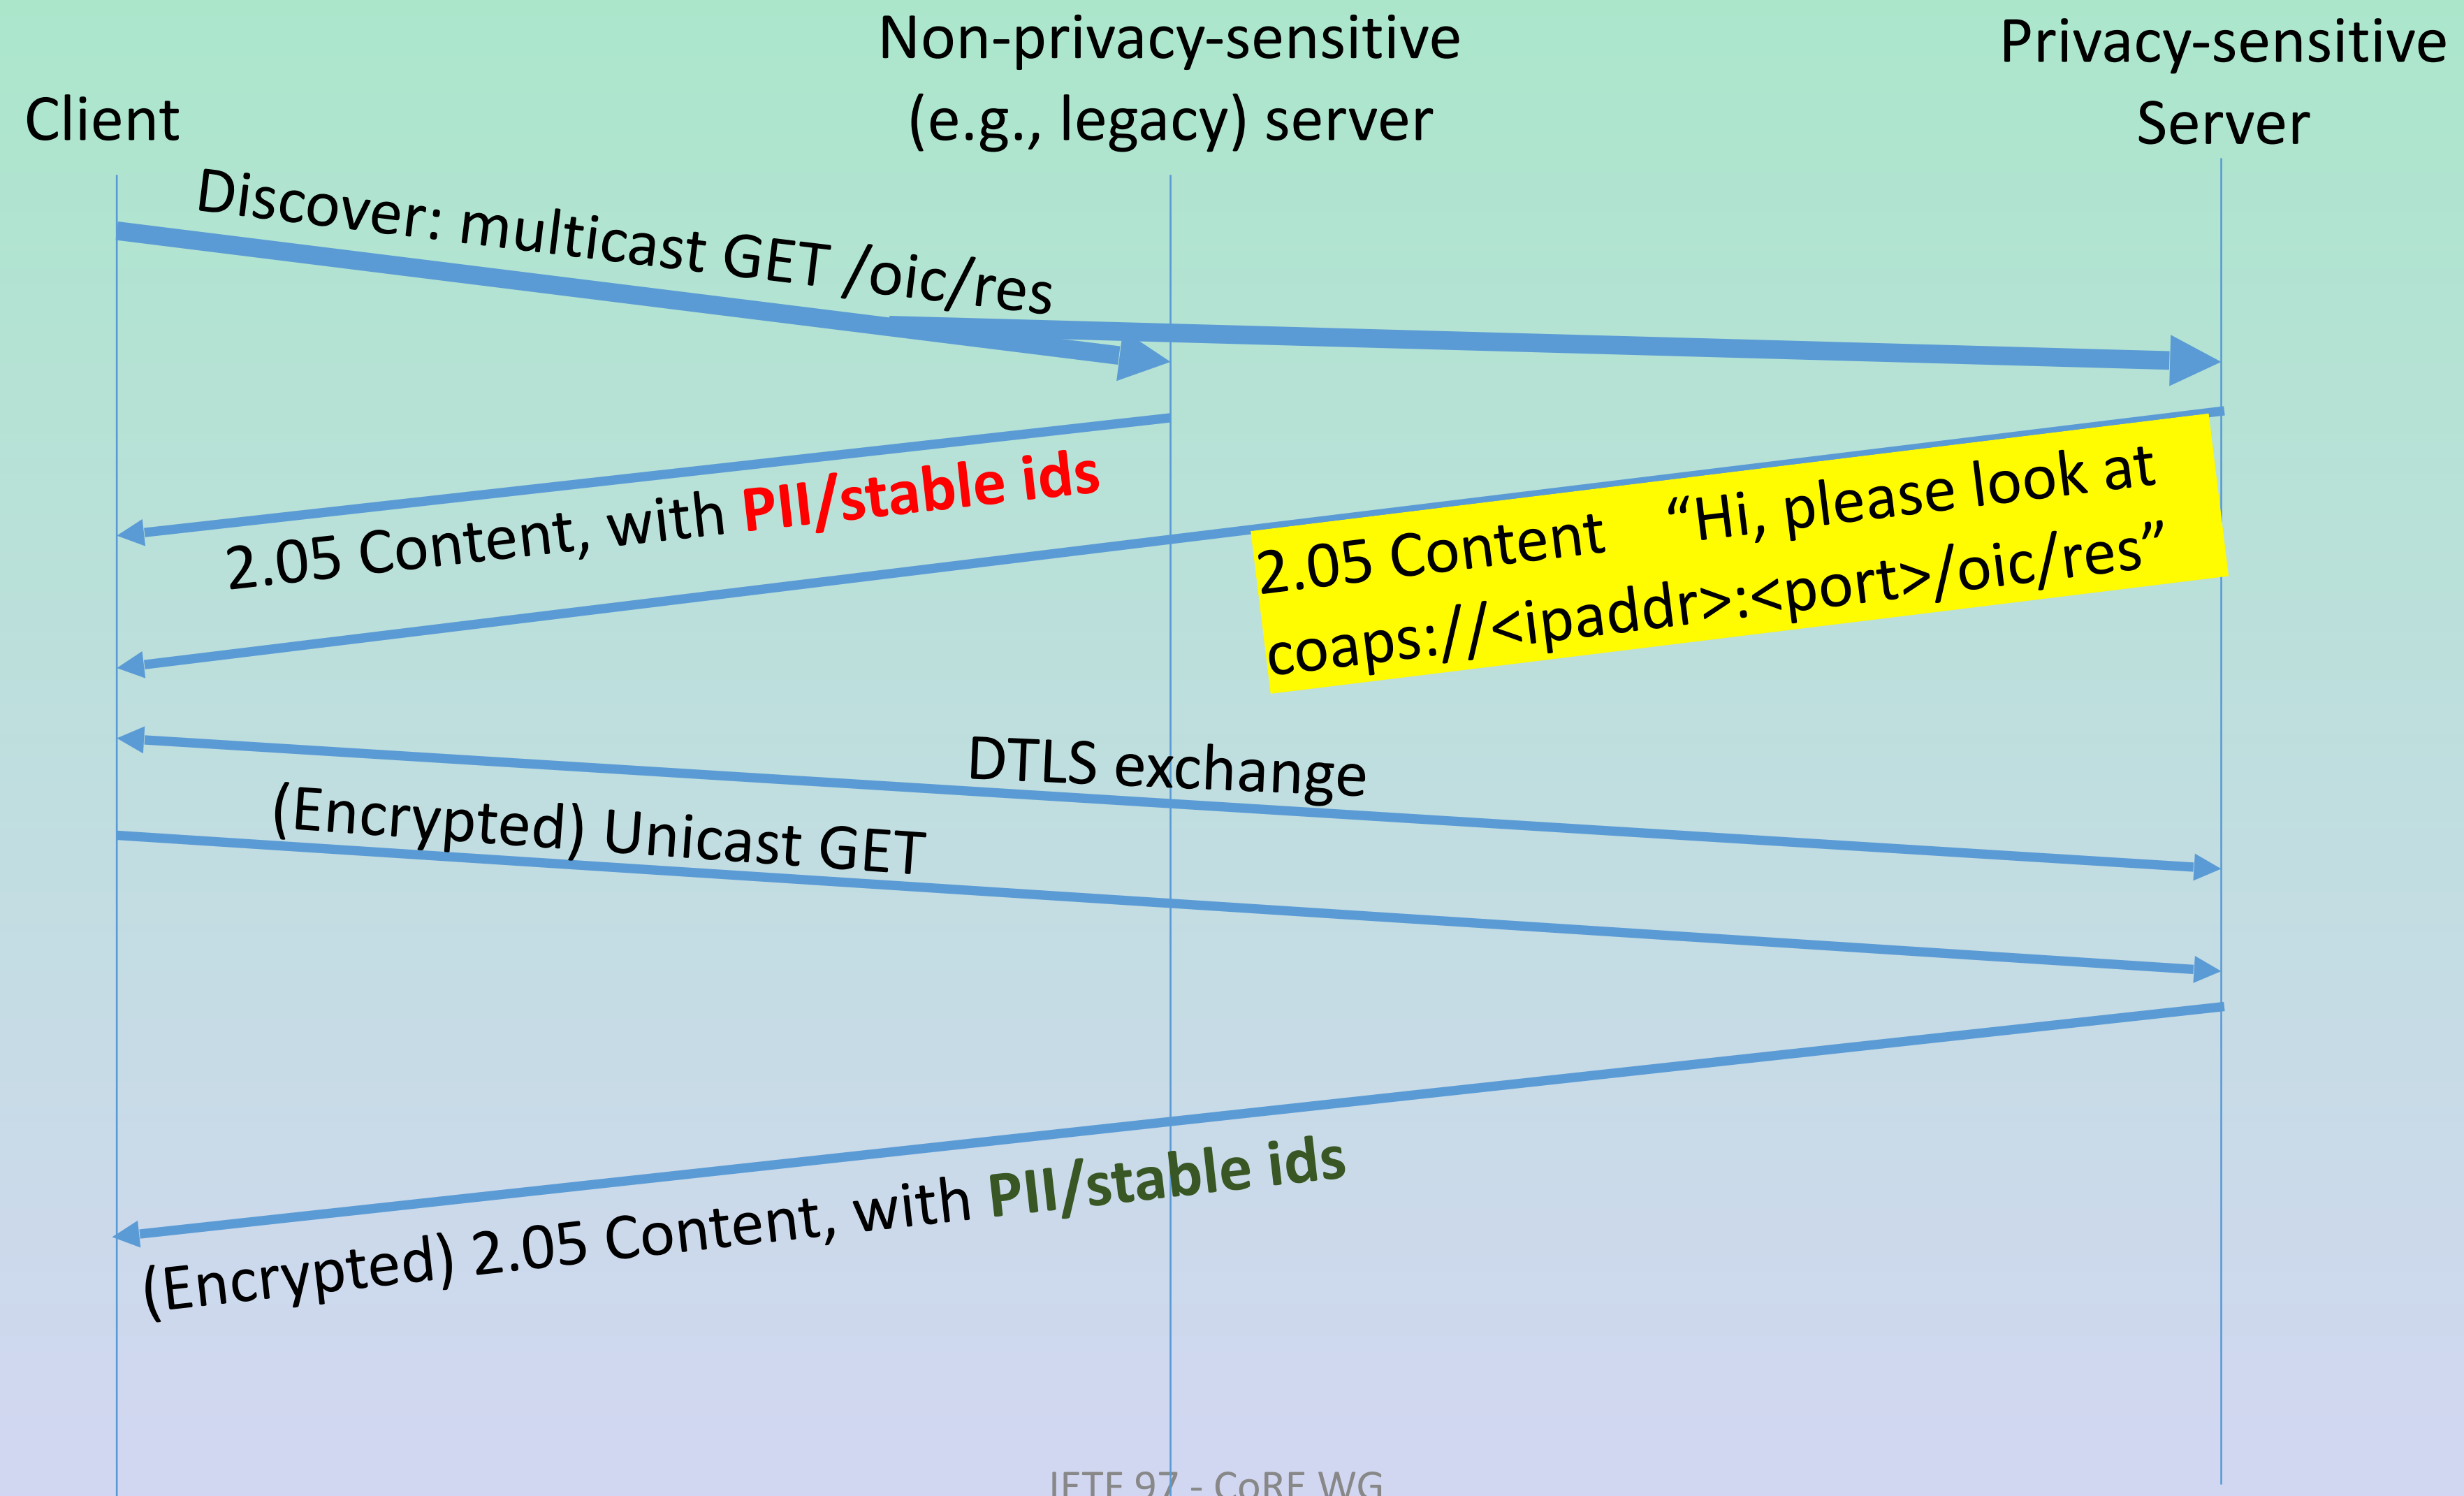 Non-privacy-sensitive
(e.g., legacy) server
Privacy-sensitive
Server
Client
Discover: multicast GET /oic/res
2.05 Content, with PII/stable ids
2.05 Content “Hi, please look at
coaps://<ipaddr>:<port>/oic/res”
DTLS exchange
(Encrypted) Unicast GET
(Encrypted) 2.05 Content, with PII/stable ids
IETF 97 - CoRE WG